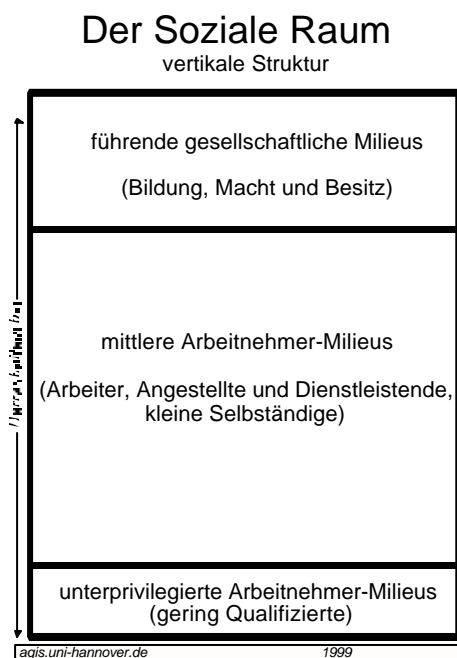 Der Soziale Raum
vertikale Struktur
führende gesellschaftliche Milieus
(Bildung, Macht und Besitz)
mittlere Arbeitnehmer-Milieus
(Arbeiter, Angestellte und Dienstleistende,
kleine Selbständige)
unterprivilegierte Arbeitnehmer-Milieus
(gering Qualifizierte)
agis.uni-hannover.de 1999